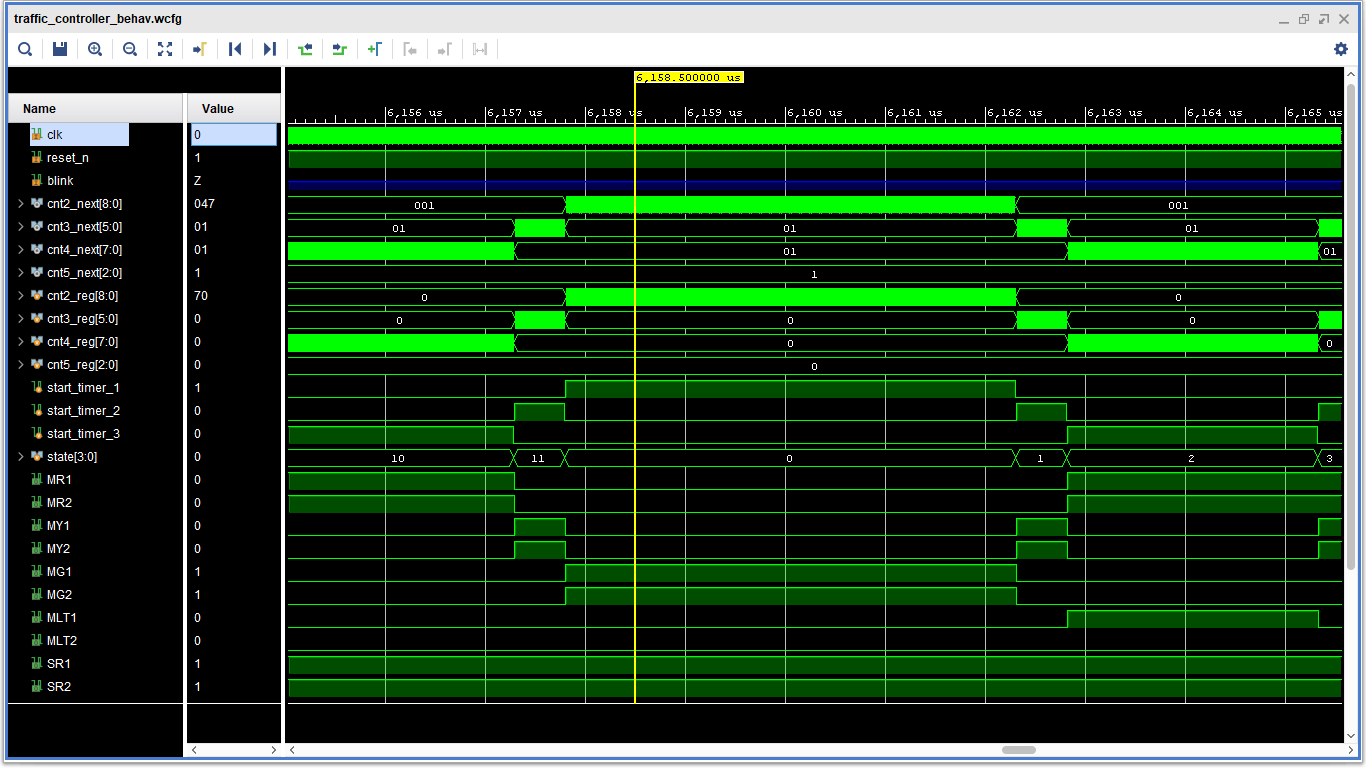 traffic_controller_behav.wcfg
6,158.500000 us
6,156 us 6,157 us 6,158 us 6,159 us 6,160 us 6,161 us 6,162 us 6,163 us 6,164 us 6,165 us
Name Value
clk 0
reset_n 1
blink Z
cnt2_next[8:0] 047 001 001
cnt3_next[5:0] 01 01 01 01
cnt4_next[7:0] 01 01 01
cnt5_next[2:0] 1 1
cnt2_reg[8:0] 70 0 0
cnt3_reg[5:0] 0 0 0 0
cnt4_reg[7:0] 0 0 0
cnt5_reg[2:0] 0 0
start_timer_1 1
start_timer_2 0
start_timer_3 0
state[3:0] 0 10 11 0 1 2 3
MR1 0
MR2 0
MY1 0
MY2 0
MG1 1
MG2 1
MLT1 0
MLT2 0
SR1 1
SR2 1